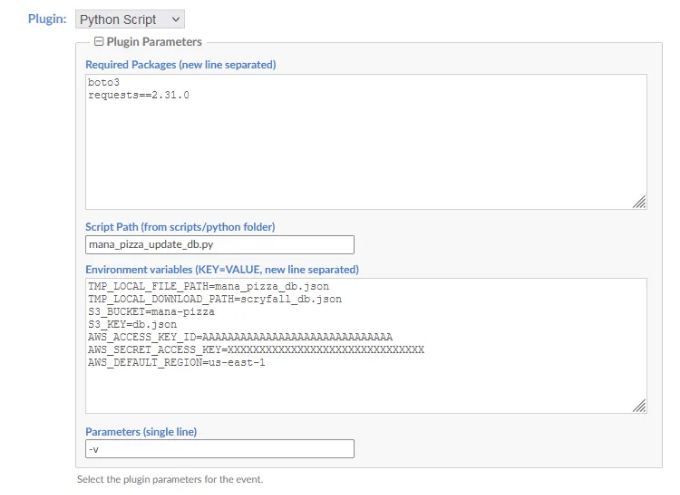 Plugin: Python Script
Plugin Parameters
Required Packages (new line separated)
boto3
requests==2.31.0
Script Path (from scripts/python folder)
mana_pizza_update_db.py
Environment variables (KEY=VALUE, new line separated)
TMP_LOCAL_FILE_PATH=mana_pizza_db.json
TMP_LOCAL_DOWNLOAD_PATH=scryfall_db.json
S3_BUCKET=mana-pizza
S3_KEY=db.json
AWS_ACCESS_KEY_ID=AAAAAAAAAAAAAAAAAAAAAAAAAAAAAA
AWS_SECRET_ACCESS_KEY=XXXXXXXXXXXXXXXXXXXXXXXXXXXXXXX
AWS_DEFAULT_REGION=us-east-1
Parameters (single line)
-v
Select the plugin parameters for the event.